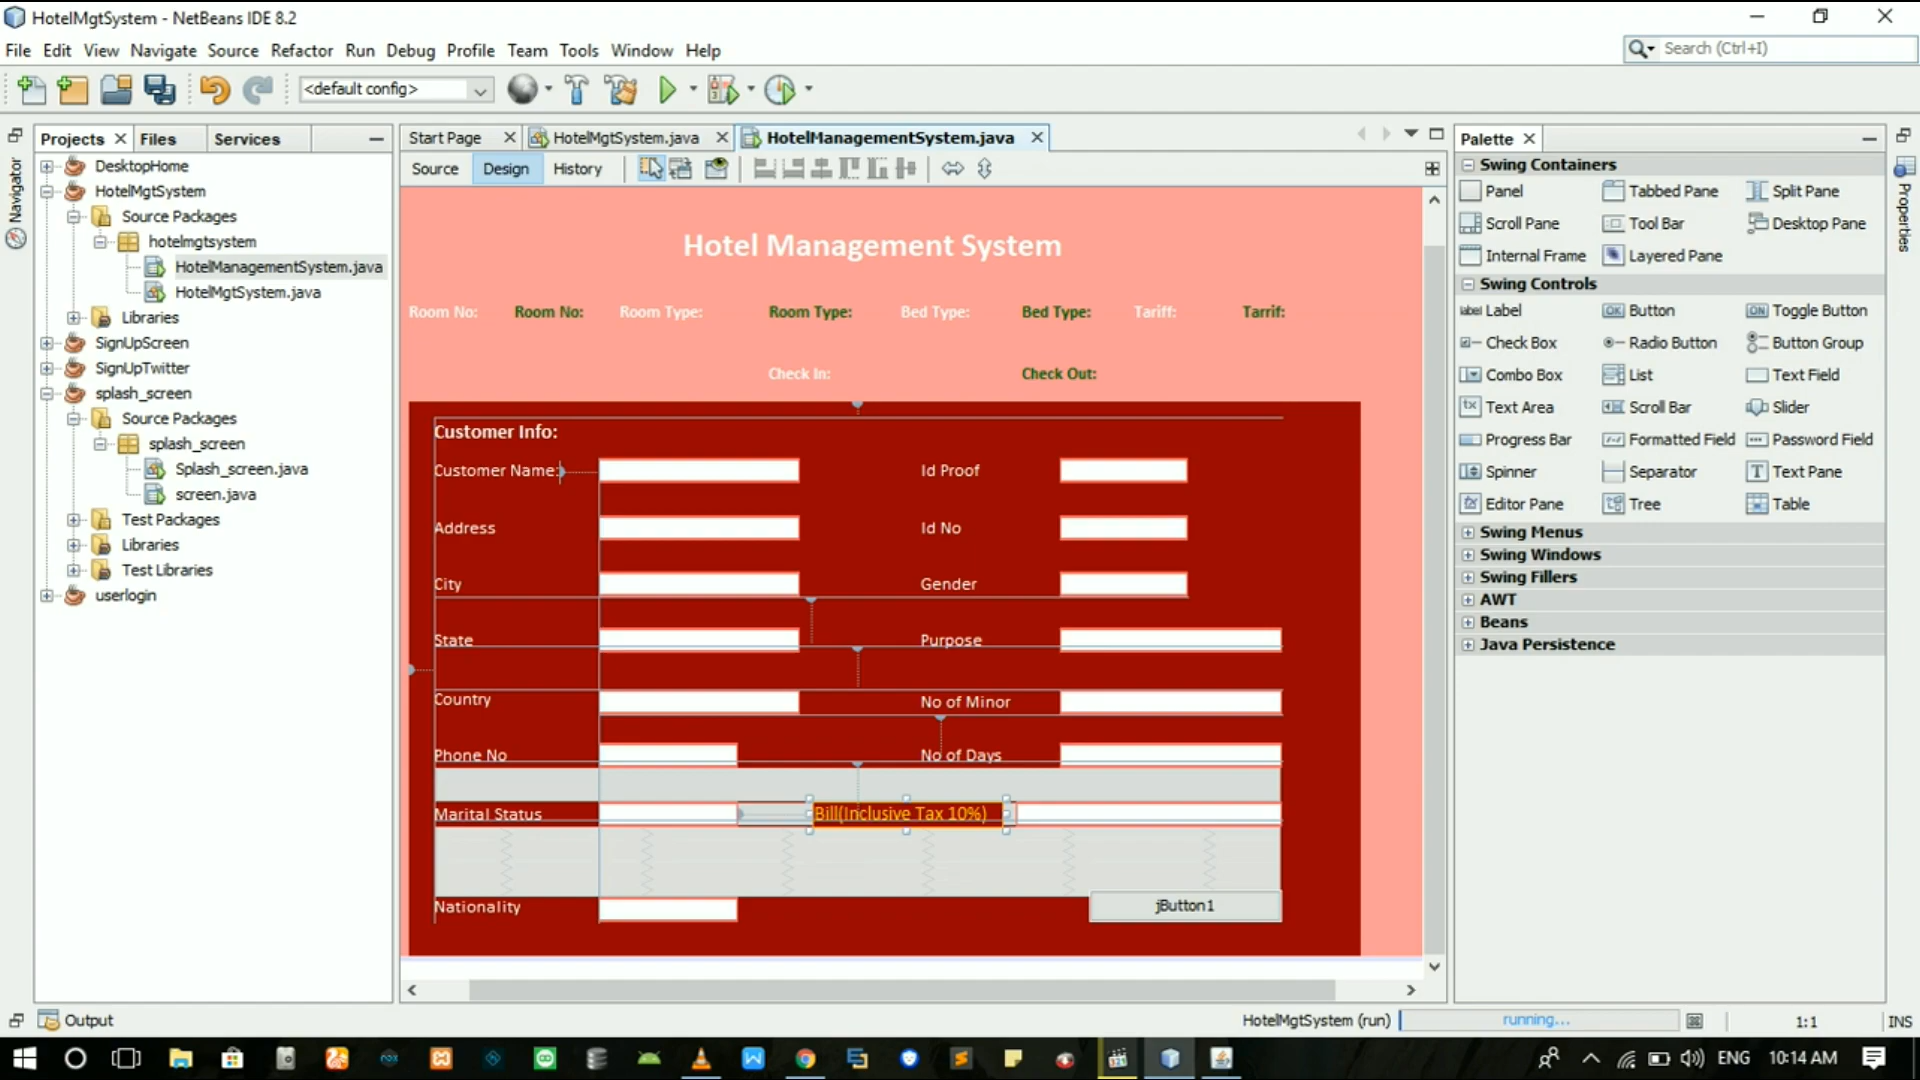 HotelMgtSystem - NetBeans IDE 8.2
File Edit View Navigate Source Refactor Run Debug Profile Team Tools Window Help
Search (Ctrl+I)
<default config>
Projects Files Services
Navigator
DesktopHome
HotelMgtSystem
Source Packages
hotelmgtsystem
HotelManagementSystem.java
HotelMgtSystem.java
Libraries
SignUpScreen
SignUpTwitter
splash_screen
Source Packages
splash_screen
Splash_screen.java
screen.java
Test Packages
Libraries
Test Libraries
userlogin
Start Page HotelMgtSystem.java HotelManagementSystem.java
Source Design History
Hotel Management System
Room No: Room No: Room Type: Room Type: Bed Type: Bed Type: Tariff: Tarrif:
Check In: Check Out:
Customer Info:
Customer Name: Id Proof
Address Id No
City Gender
State Purpose
Country No of Minor
Phone No No of Days
Marital Status Bill(Inclusive Tax 10%)
Nationality jButton1
Palette
Properties
Swing Containers
Panel Tabbed Pane Split Pane
Scroll Pane Tool Bar Desktop Pane
Internal Frame Layered Pane
Swing Controls
label Label OK Button ON Toggle Button
Check Box Radio Button Button Group
Combo Box List Text Field
Text Area Scroll Bar Slider
Progress Bar Formatted Field Password Field
Spinner Separator Text Pane
Editor Pane Tree Table
Swing Menus
Swing Windows
Swing Fillers
AWT
Beans
Java Persistence
Output
HotelMgtSystem (run) running... 1:1 INS
ENG 10:14 AM